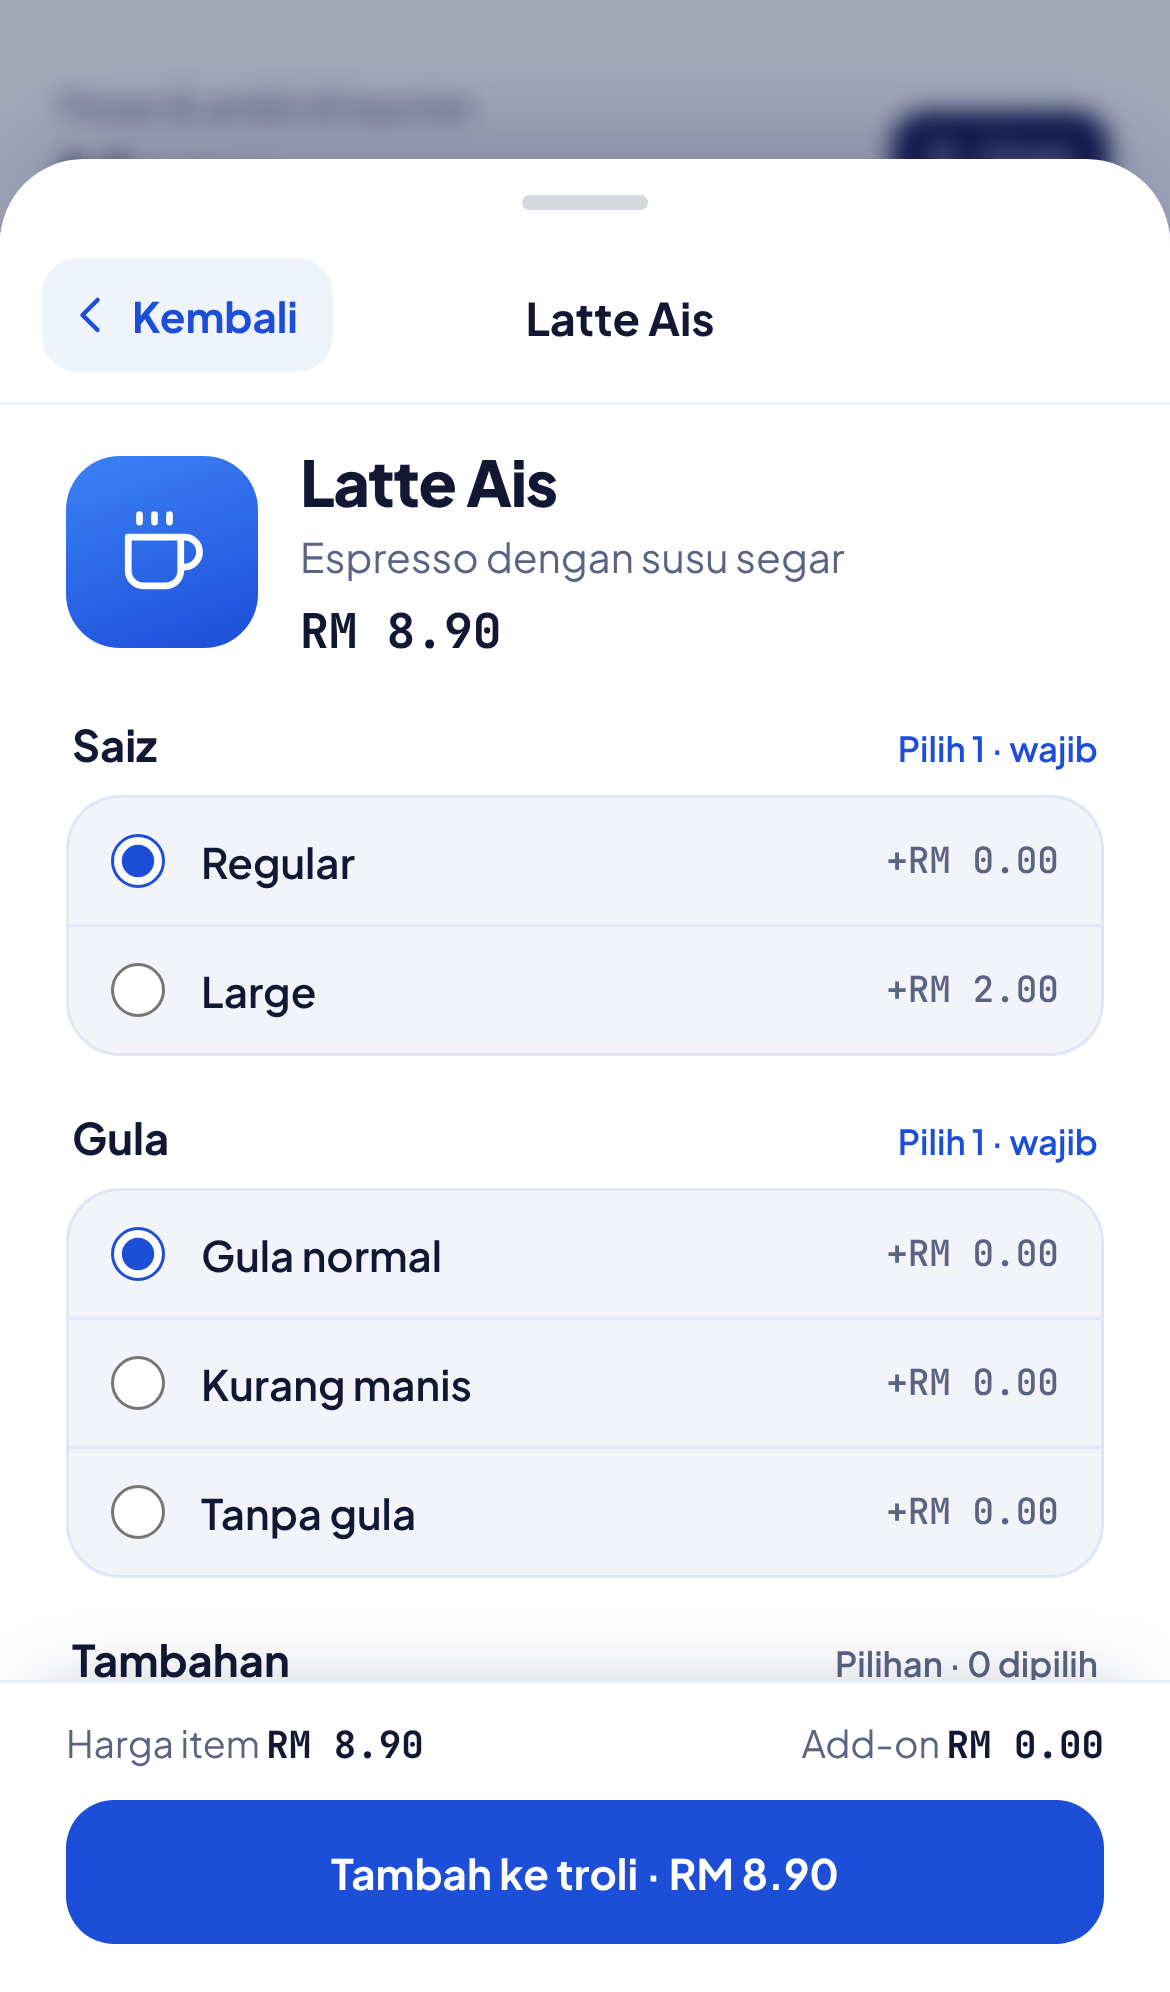 Kembali
Latte Ais
Latte Ais
Espresso dengan susu segar
RM 8.90
Saiz
Pilih 1 · wajib
Regular
+RM 0.00
Large
+RM 2.00
Gula
Pilih 1 · wajib
Gula normal
+RM 0.00
Kurang manis
+RM 0.00
Tanpa gula
+RM 0.00
Tambahan
Pilihan · 0 dipilih
Harga item RM 8.90
Add-on RM 0.00
Tambah ke troli · RM 8.90